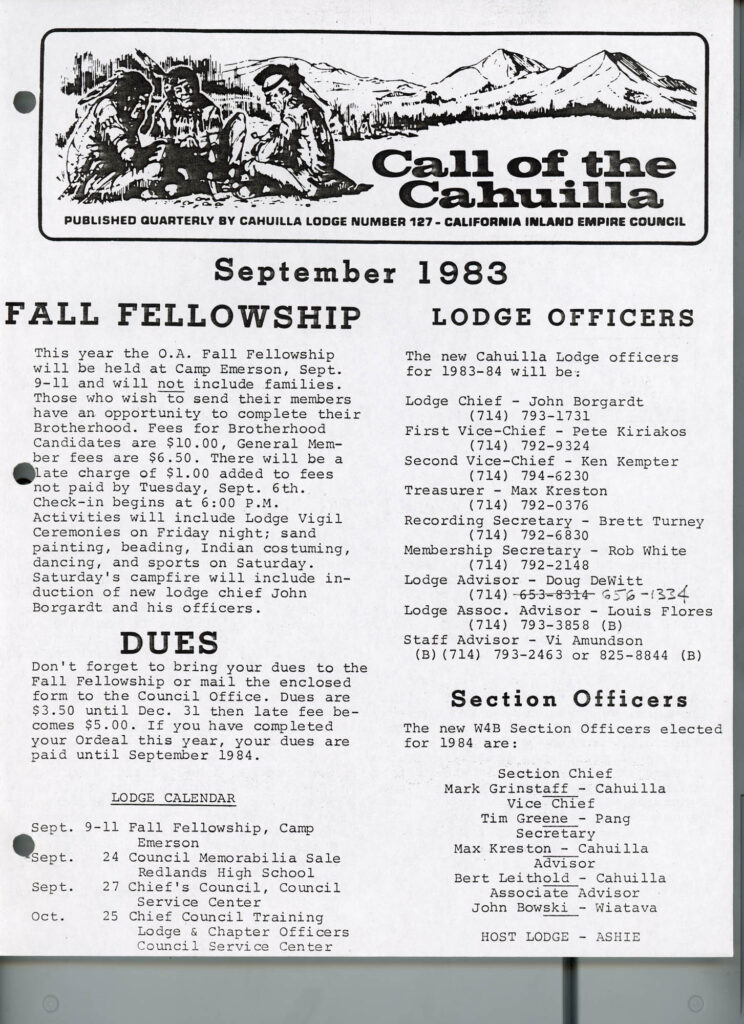 Call of the
Cahuilla
PUBLISHED QUARTERLY BY CAHUILLA LODGE NUMBER 127 - CALIFORNIA INLAND EMPIRE COUNCIL
September 1983
FALL FELLOWSHIP
This year the O.A. Fall Fellowship
will be held at Camp Emerson, Sept.
9-11 and will not include families.
Those who wish to send their members
have an opportunity to complete their
Brotherhood. Fees for Brotherhood
Candidates are $10.00, General Mem-
ber fees are $6.50. There will be a
late charge of $1.00 added to fees
not paid by Tuesday, Sept. 6th.
Check-in begins at 6:00 P.M.
Activities will include Lodge Vigil
Ceremonies on Friday night; sand
painting, beading, Indian costuming,
dancing, and sports on Saturday.
Saturday's campfire will include in-
duction of new lodge chief John
Borgardt and his officers.
DUES
Don't forget to bring your dues to the
Fall Fellowship or mail the enclosed
form to the Council Office. Dues are
$3.50 until Dec. 31 then late fee be-
comes $5.00. If you have completed
your Ordeal this year, your dues are
paid until September 1984.
LODGE CALENDAR
Sept. 9-11 Fall Fellowship, Camp
Emerson
Sept. 24 Council Memorabilia Sale
Redlands High School
Sept. 27 Chief's Council, Council
Service Center
Oct. 25 Chief Council Training
Lodge & Chapter Officers
Council Service Center
LODGE OFFICERS
The new Cahuilla Lodge officers
for 1983-84 will be:
Lodge Chief - John Borgardt
(714) 793-1731
First Vice-Chief - Pete Kiriakos
(714) 792-9324
Second Vice-Chief - Ken Kempter
(714) 794-6230
Treasurer - Max Kreston
(714) 792-0376
Recording Secretary - Brett Turney
(714) 792-6830
Membership Secretary - Rob White
(714) 792-2148
Lodge Advisor - Doug DeWitt
(714) 653-8314 656-1334
Lodge Assoc. Advisor - Louis Flores
(714) 793-3858 (B)
Staff Advisor - Vi Amundson
(B)(714) 793-2463 or 825-8844 (B)
Section Officers
The new W4B Section Officers elected
for 1984 are:
Section Chief
Mark Grinstaff - Cahuilla
Vice Chief
Tim Greene - Pang
Secretary
Max Kreston - Cahuilla
Advisor
Bert Leithold - Cahuilla
Associate Advisor
John Bowski - Wiatava
HOST LODGE - ASHIE